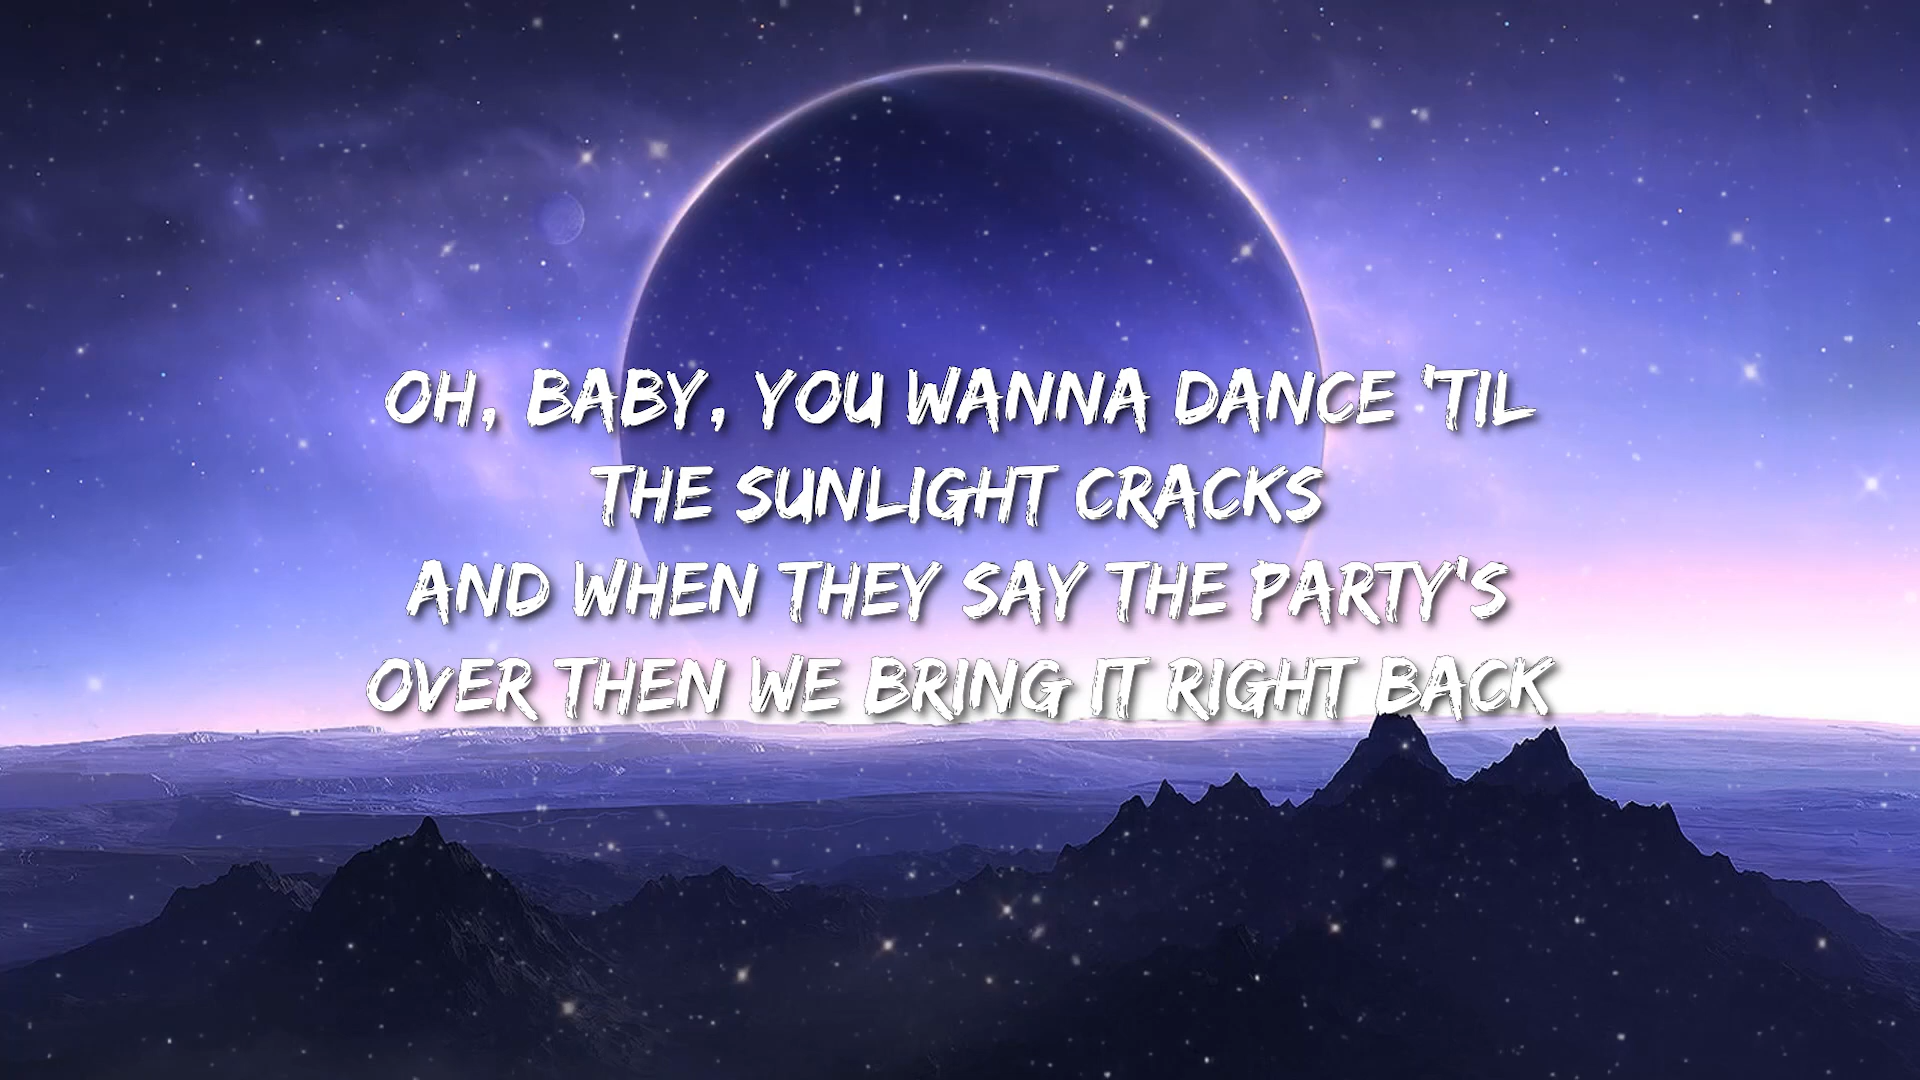 OH, BABY, YOU WANNA DANCE 'TIL
THE SUNLIGHT CRACKS
AND WHEN THEY SAY THE PARTY'S
OVER THEN WE BRING IT RIGHT BACK